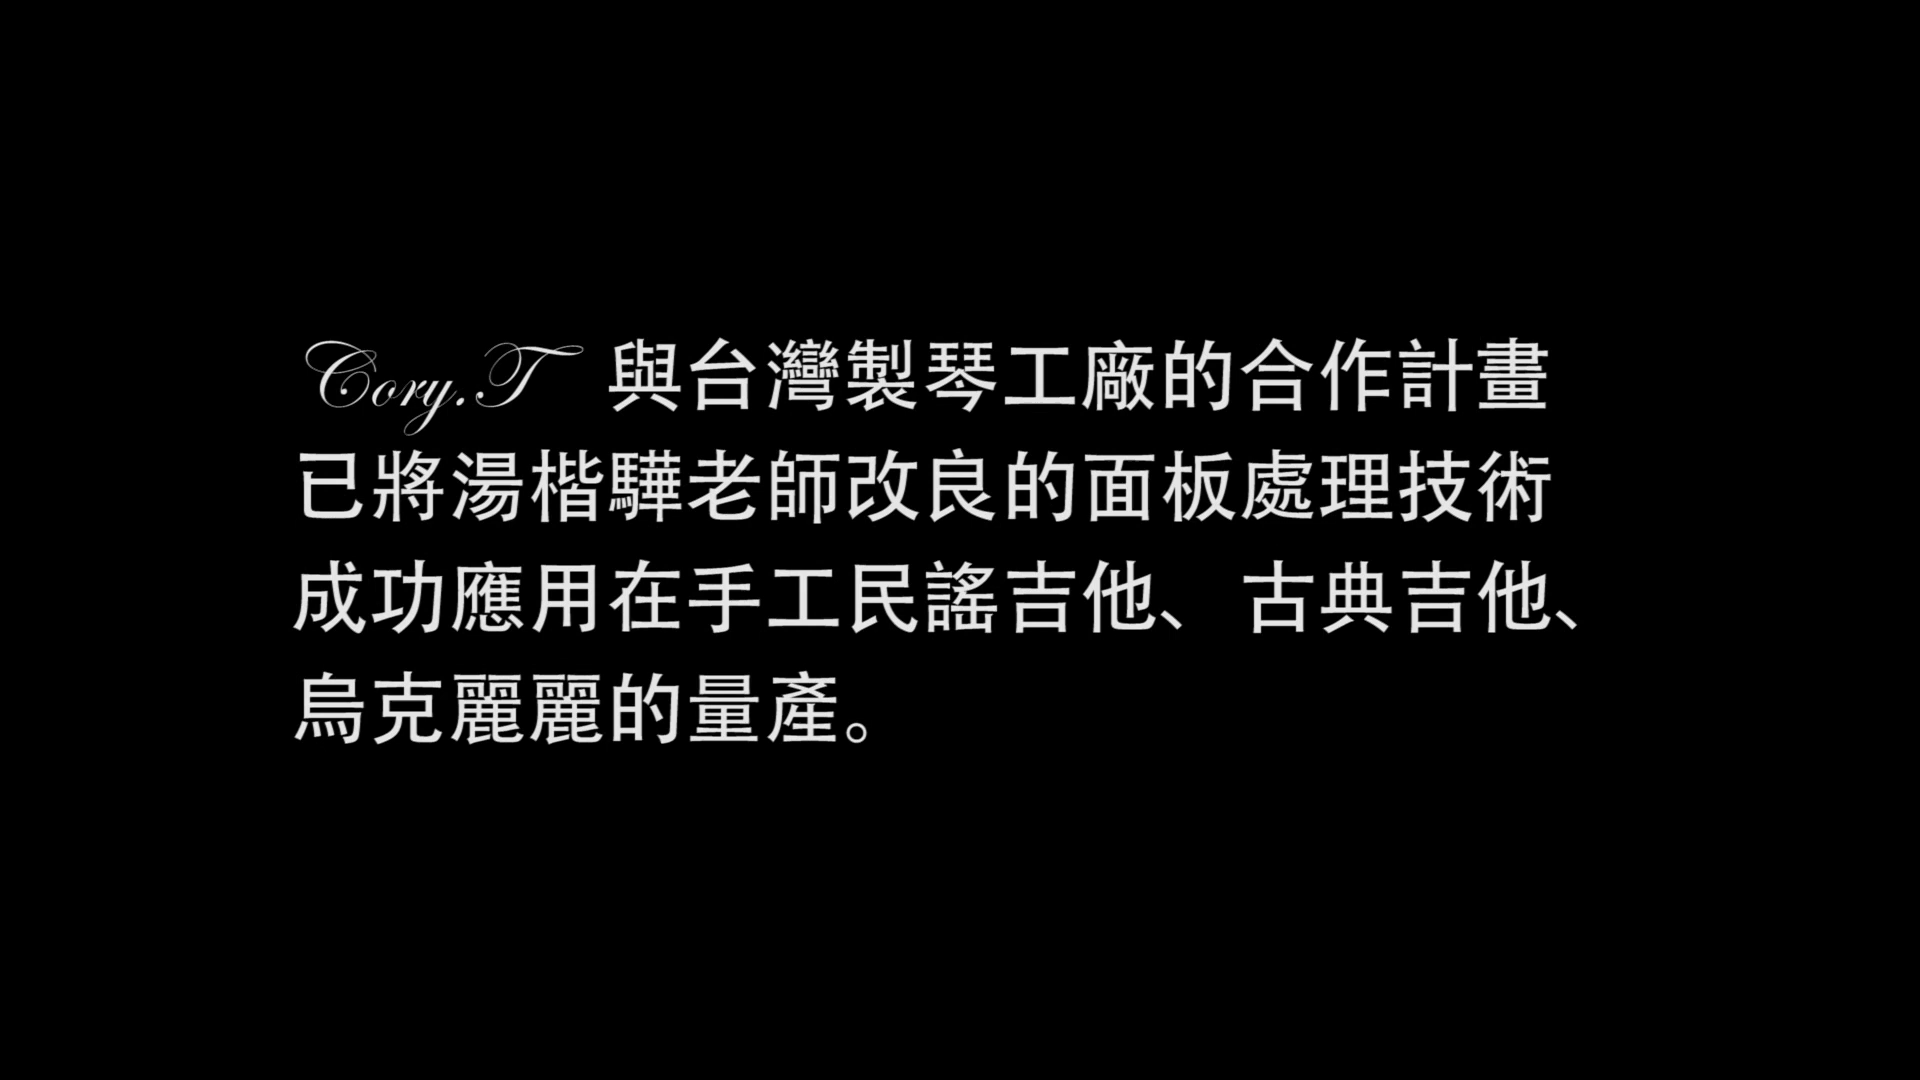 Cory.T 與台灣製琴工廠的合作計畫
已將湯楷驊老師改良的面板處理技術
成功應用在手工民謠吉他、古典吉他、
烏克麗麗的量產。